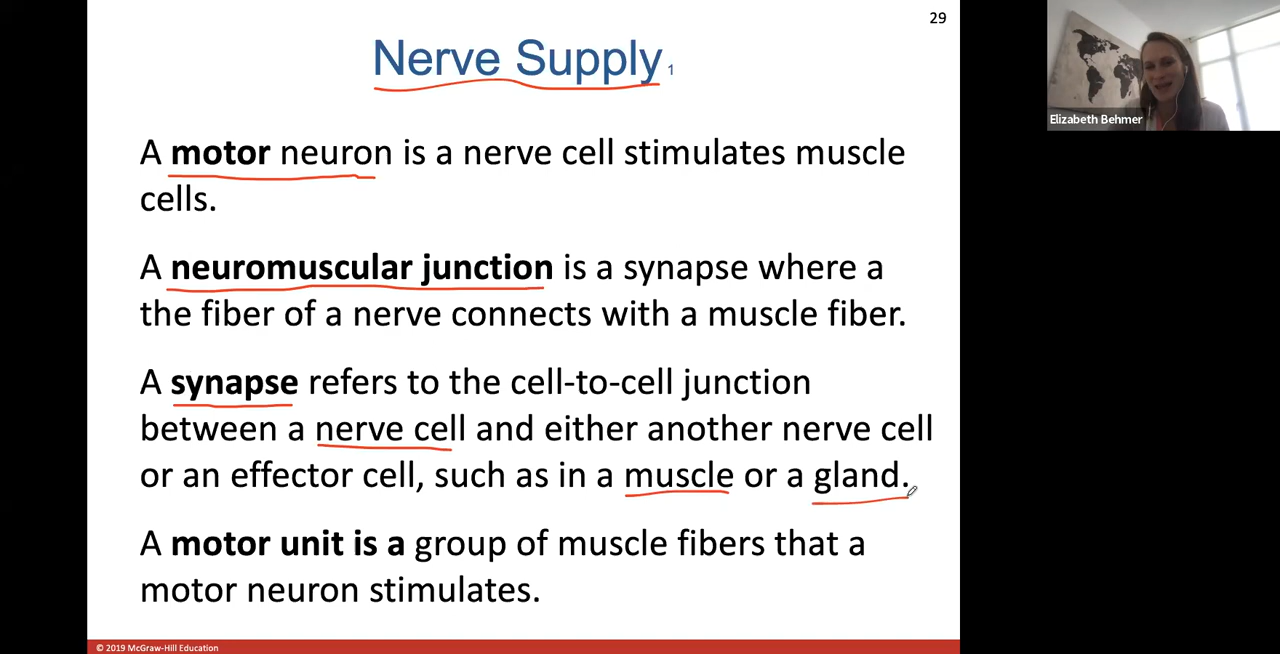 29
Nerve Supply 1
Elizabeth Behmer
A motor neuron is a nerve cell stimulates muscle
cells.
A neuromuscular junction is a synapse where a
the fiber of a nerve connects with a muscle fiber.
A synapse refers to the cell-to-cell junction
between a nerve cell and either another nerve cell
or an effector cell, such as in a muscle or a gland.
A motor unit is a group of muscle fibers that a
motor neuron stimulates.
© 2019 McGraw-Hill Education